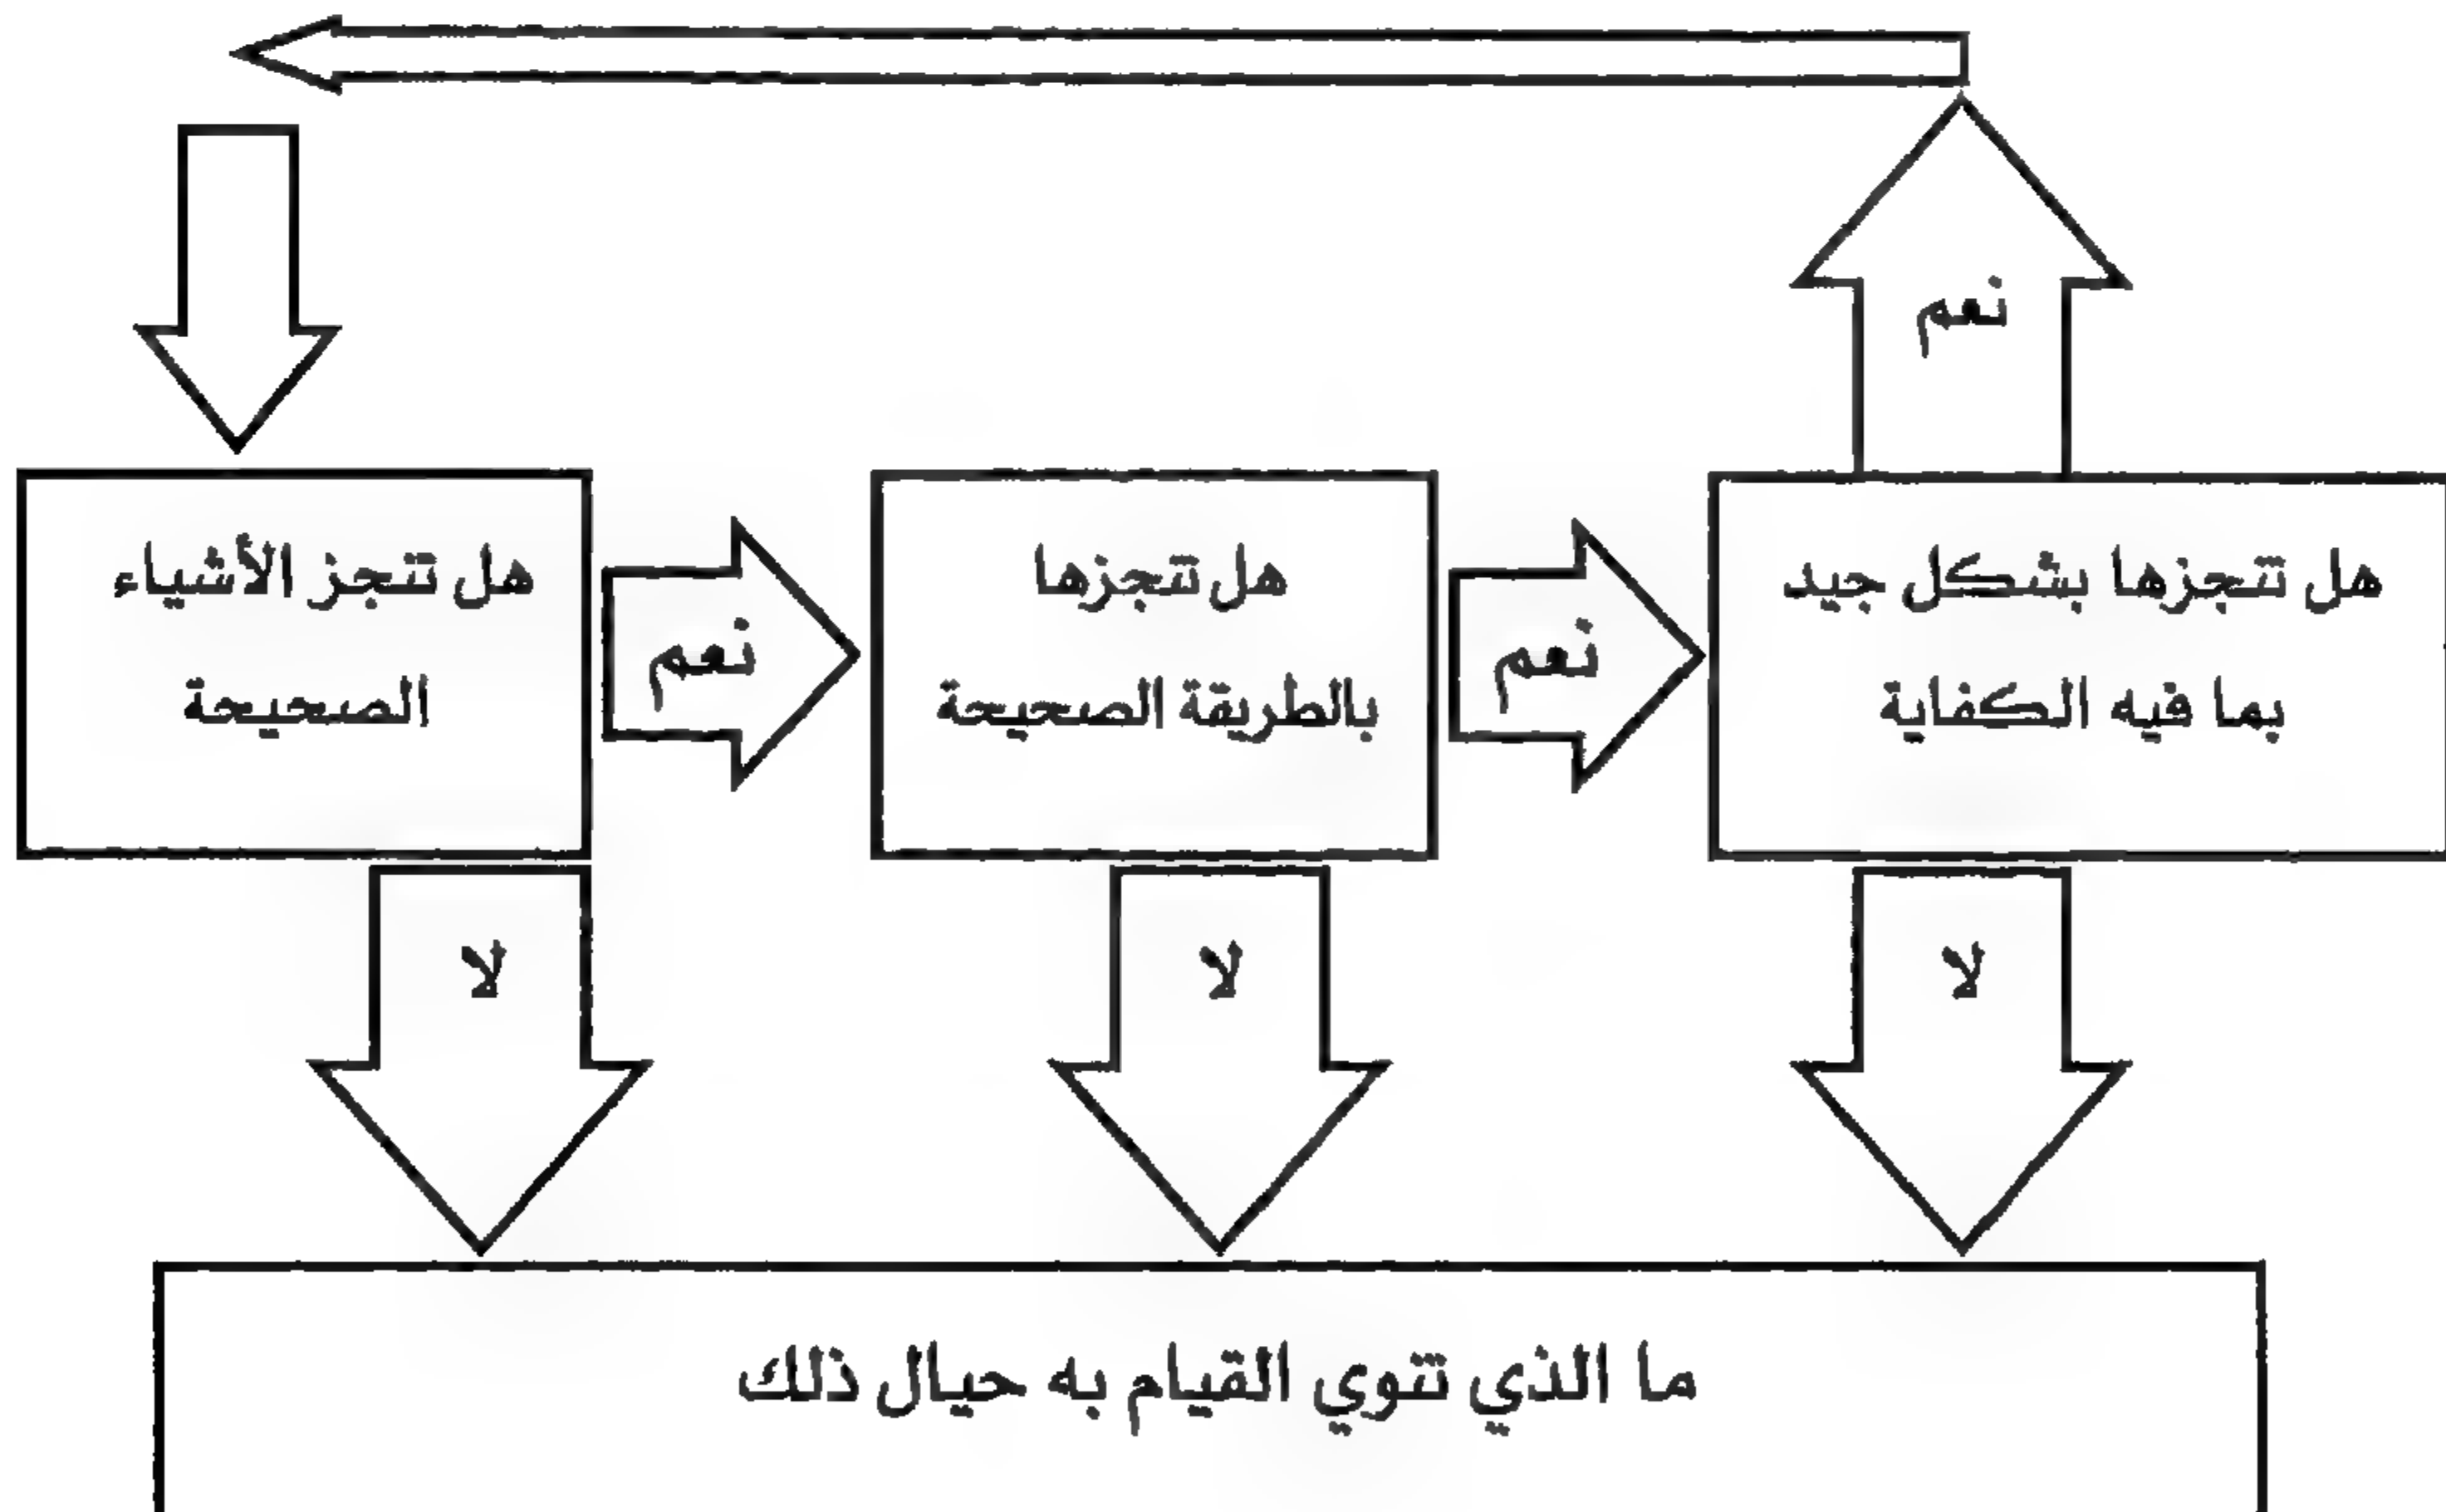 نعم
هل تنجز الأشياء
الصحيحة
نعم
هل تنجزها
بالطريقة الصحيحة
نعم
هل تنجزها بشكل جيد
بما فيه الكفاية
لا
لا
لا
ما الذي تنوي القيام به حيال ذلك